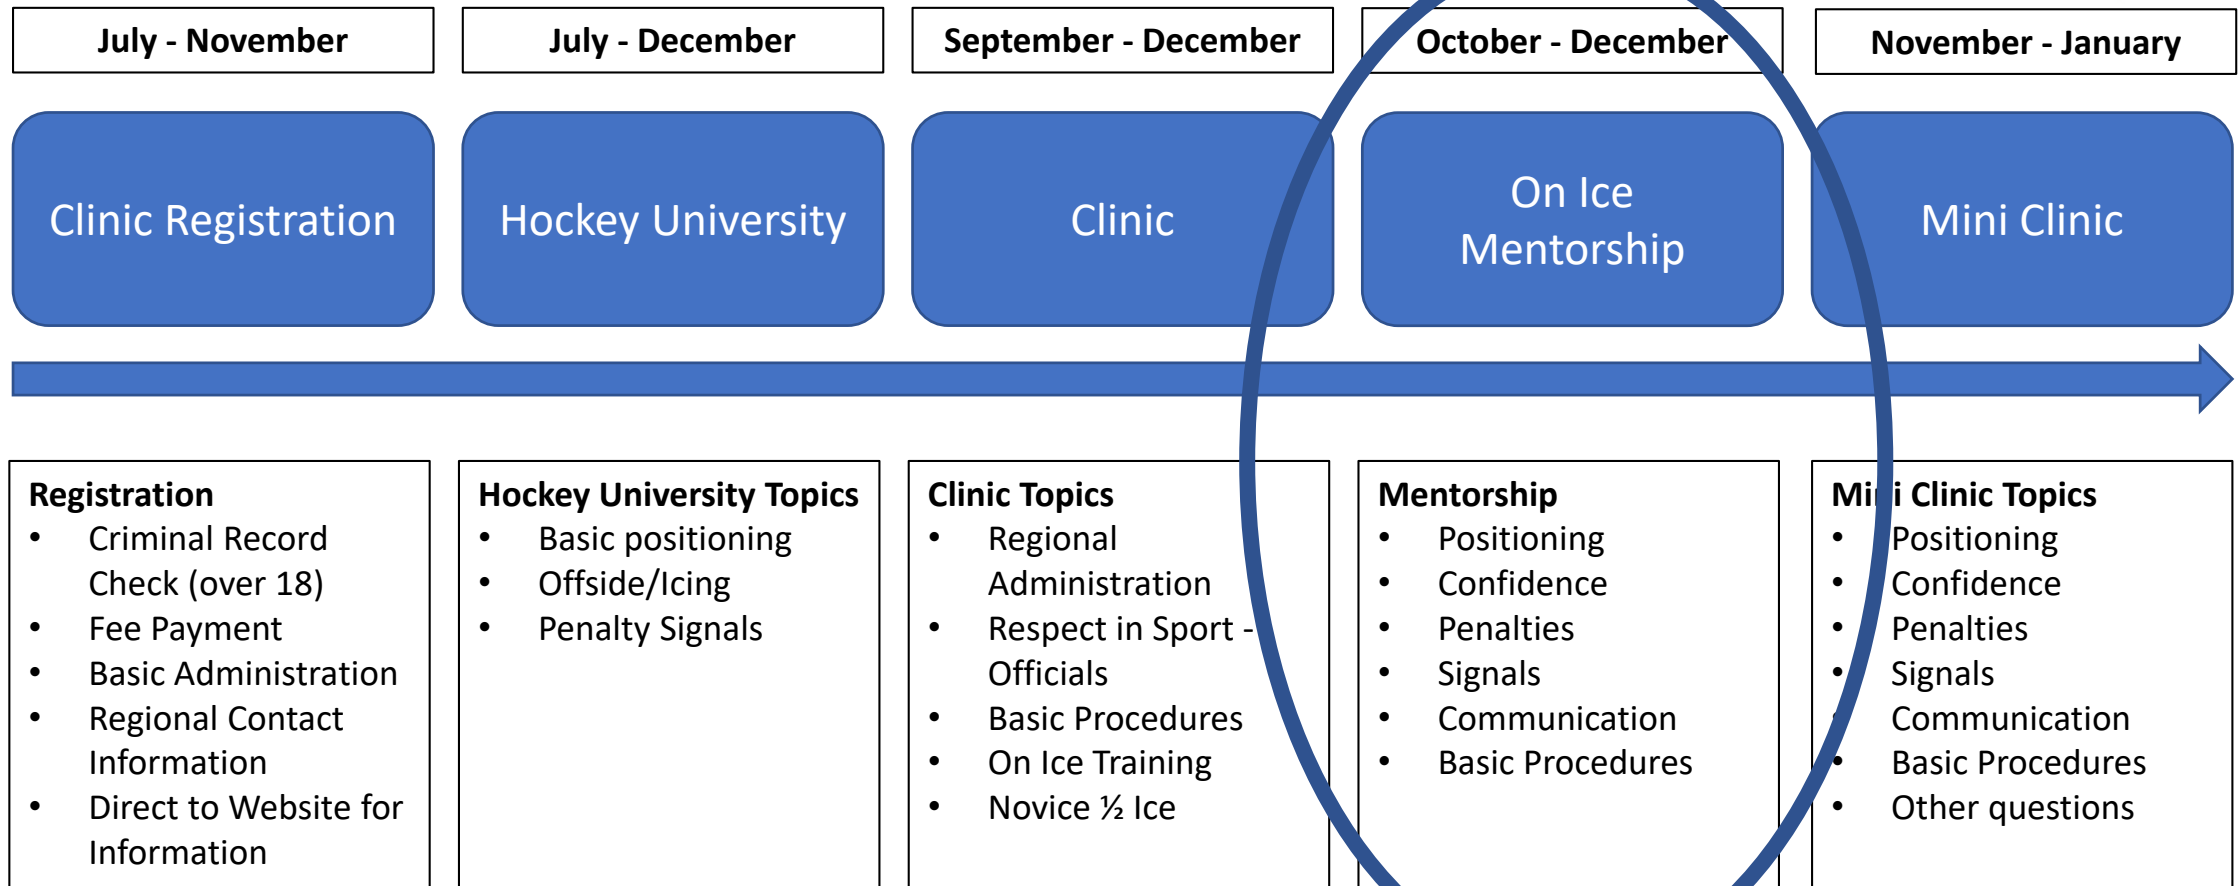 July - November
July - December
September - December
October - December
November - January
Clinic Registration
Hockey University
Clinic
On Ice
Mentorship
Mini Clinic
Registration
• Criminal Record
Check (over 18)
• Fee Payment
• Basic Administration
• Regional Contact
Information
• Direct to Website for
Information
Hockey University Topics
• Basic positioning
• Offside/Icing
• Penalty Signals
Clinic Topics
• Regional
Administration
• Respect in Sport -
Officials
• Basic Procedures
• On Ice Training
• Novice ½ Ice
Mentorship
• Positioning
• Confidence
• Penalties
• Signals
• Communication
• Basic Procedures
Mini Clinic Topics
• Positioning
• Confidence
• Penalties
• Signals
• Communication
• Basic Procedures
• Other questions